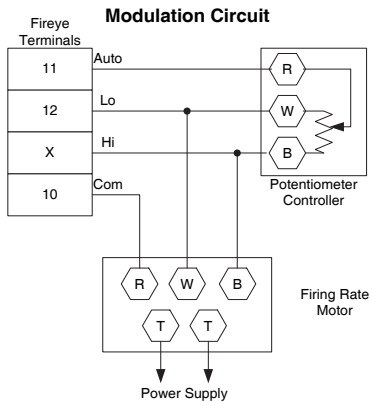 Modulation Circuit
Fireye
Terminals
11
Auto
R
12
Lo
W
X
Hi
B
10
Com
Potentiometer
Controller
R
W
B
T
T
Firing Rate
Motor
Power Supply